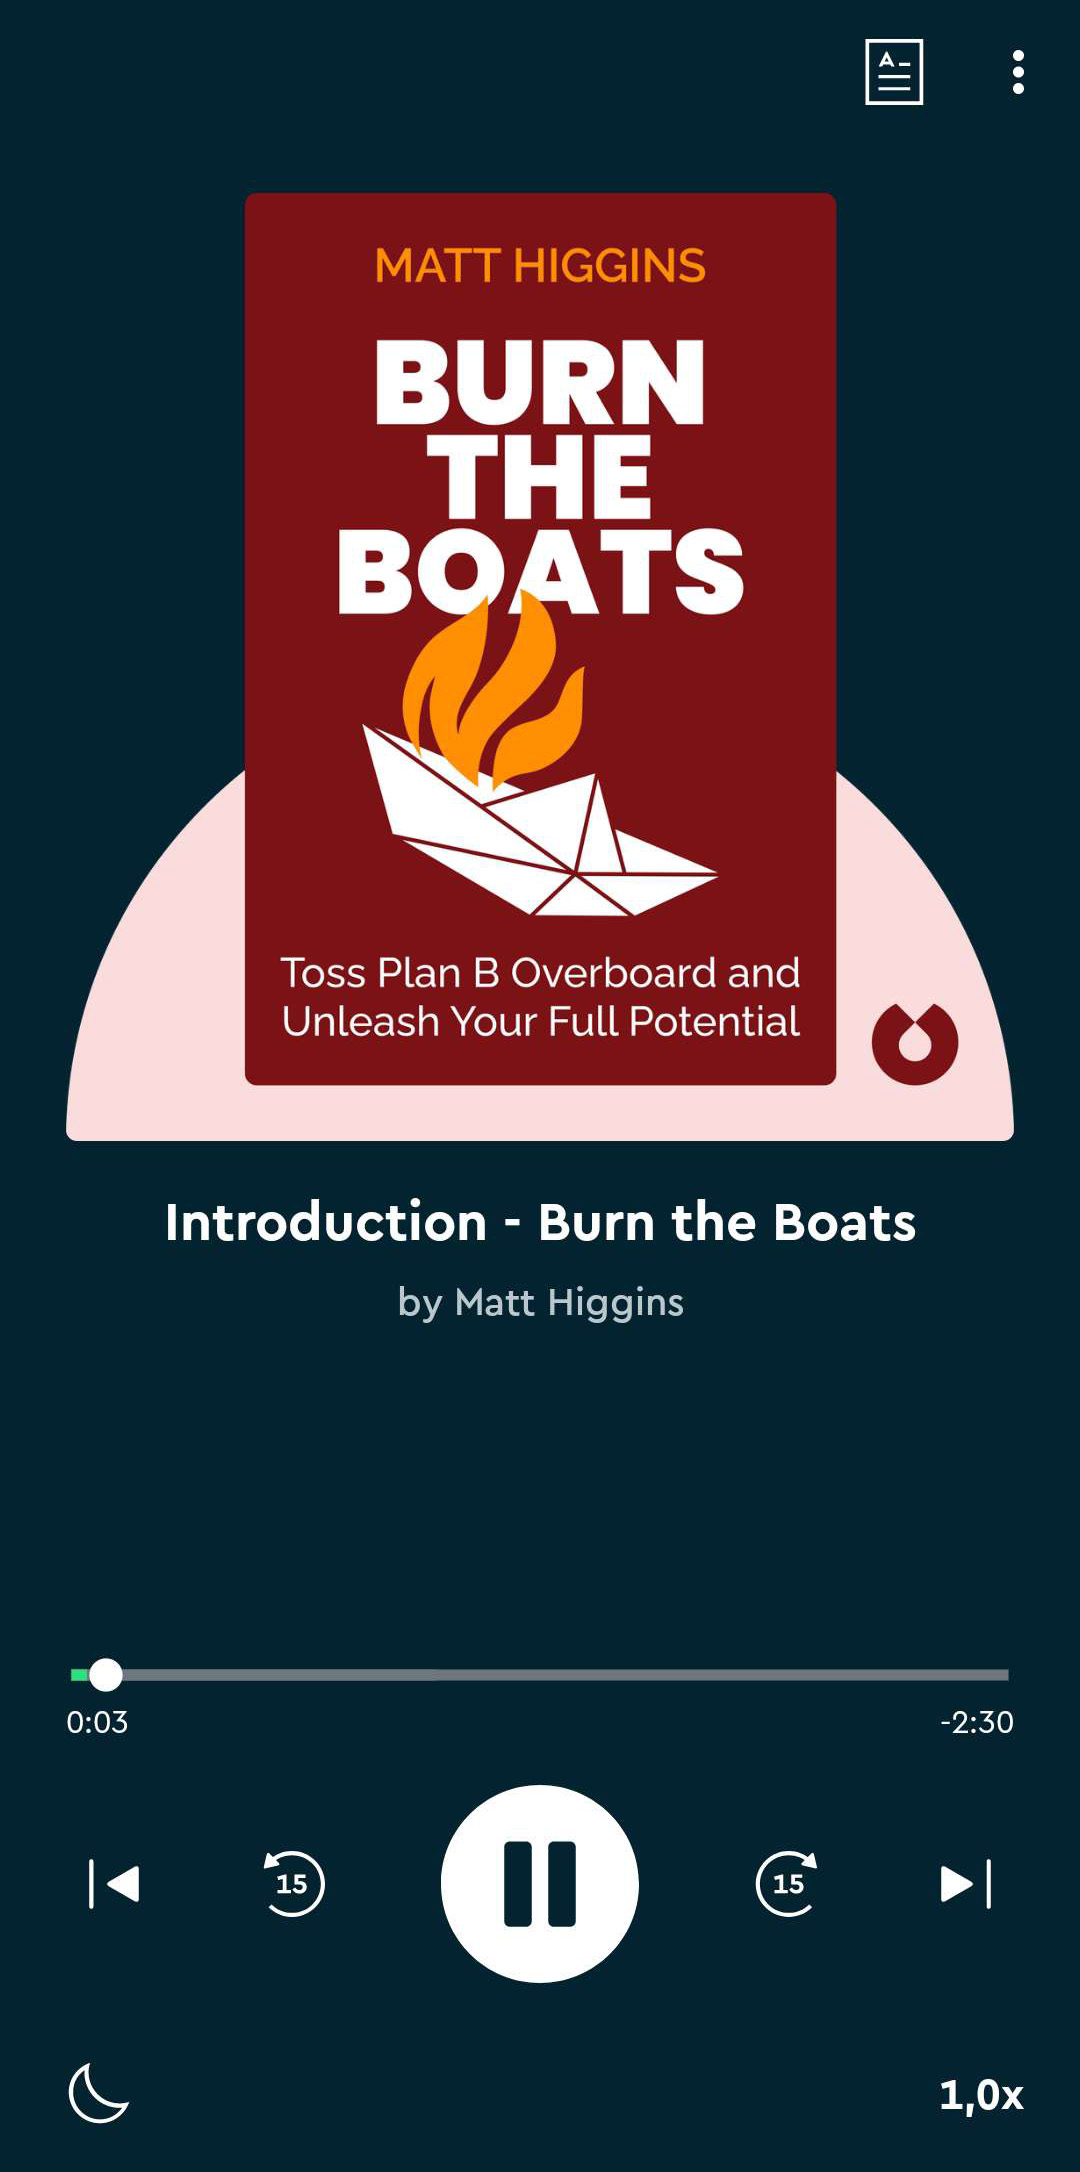 A
MATT HIGGINS
BURN
THE
BOATS
Toss Plan B Overboard and
Unleash Your Full Potential
Introduction - Burn the Boats
by Matt Higgins
0:03 -2:30
15 15
1,0x